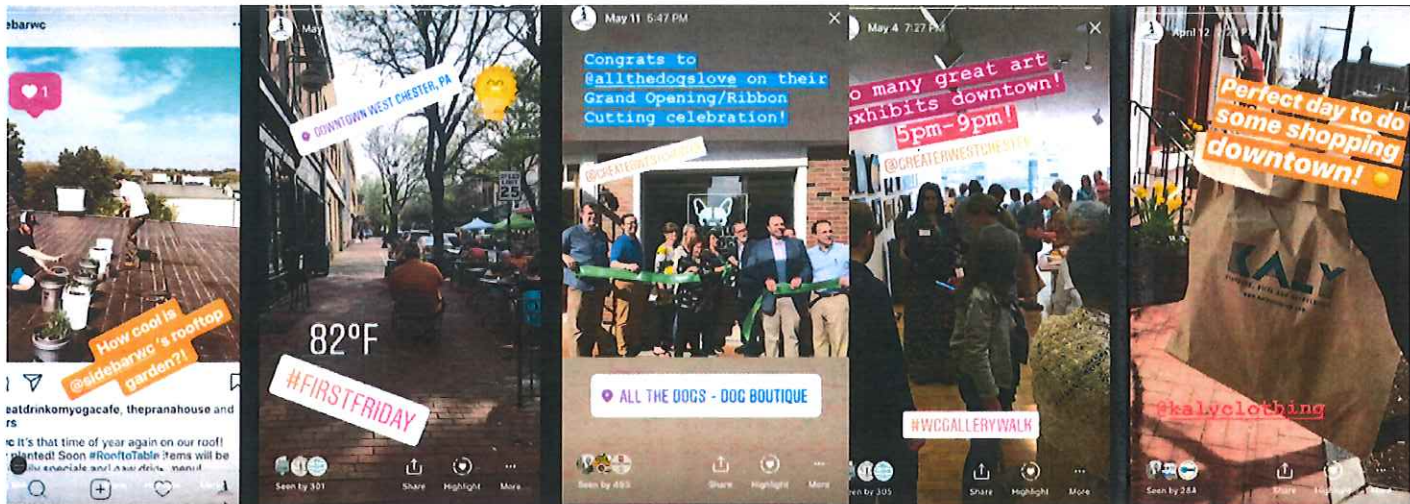 ebarwc
1
How cool is
@sidebarwc's rooftop
garden?!
eatdrinkomyogacafe, thepranahouse and
rs
It's that time of year again on our roof!
planted! Soon #RooftoTable items will be
May
DOWNTOWN WEST CHESTER, PA
SPEED
LIMIT
25
82°F
#FIRSTFRIDAY
Seen by 301
Share
Highlight
More
May 11 6:47 PM
Congrats to
@allthedogslove on their
Grand Opening/Ribbon
Cutting celebration!
@GREATERWESTCHESTER
ALL THE DOGS - DOG BOUTIQUE
Seen by
Share
Highlight
More
May 4 7:27 PM
o many great art
exhibits downtown!
5pm-9pm!
@GREATERWESTCHESTER
#WCGALLERYWALK
en by 305
Share
Highlight
More
April 12
Perfect day to do
some shopping
downtown!
KALY
@kalyclothing
Seen by 284
Share
Highlight
More